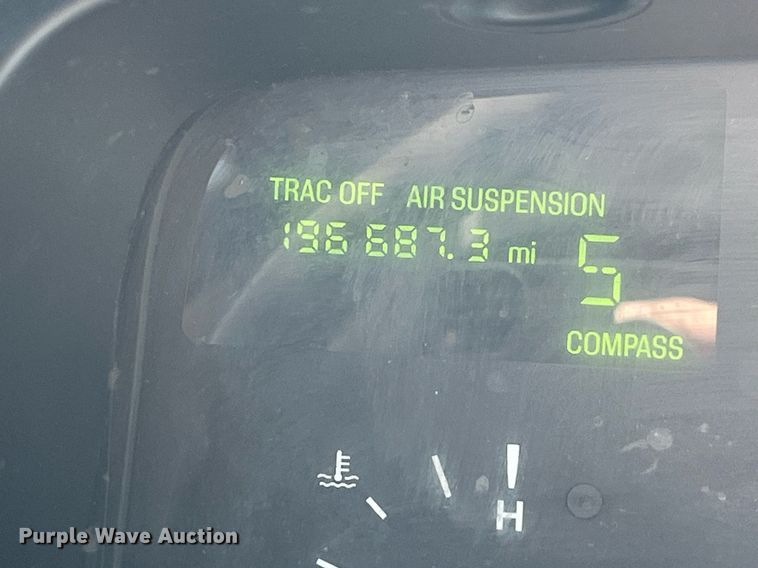 TRAC OFF AIR SUSPENSION
196 687.3 mi S
COMPASS
H
Purple Wave Auction